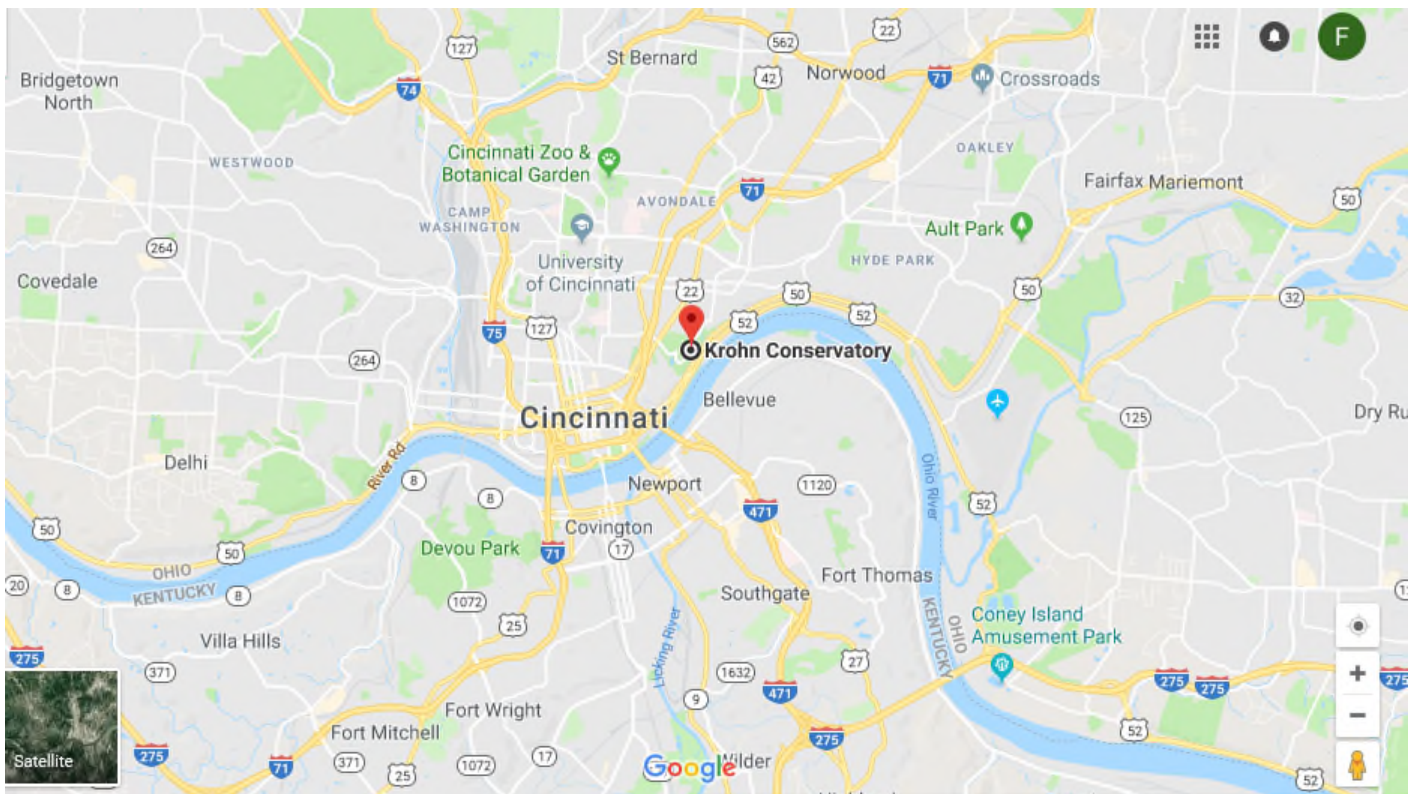 127
562
22
St Bernard
F
Bridgetown
North
74
42
Norwood
71
Crossroads
WESTWOOD
Cincinnati Zoo &
Botanical Garden
OAKLEY
Fairfax Mariemont
71
50
AVONDALE
CAMP
WASHINGTON
264
Ault Park
University
of Cincinnati
HYDE PARK
Covedale
22
50
50
32
75
127
52
52
264
Krohn Conservatory
Bellevue
Cincinnati
125
Dry Ru
Delhi
River Rd
8
8
Newport
1120
Ohio River
471
52
50
50
Covington
17
Devou Park
71
OHIO
KENTUCKY
20
8
8
1072
Southgate
Fort Thomas
KENTUCKY
OHIO
25
Coney Island
Amusement Park
Villa Hills
Licking River
275
371
1632
27
9
471
275
275
275
Fort Wright
Fort Mitchell
275
52
Satellite
275
71
371
25
1072
17
Google
Wilder
52